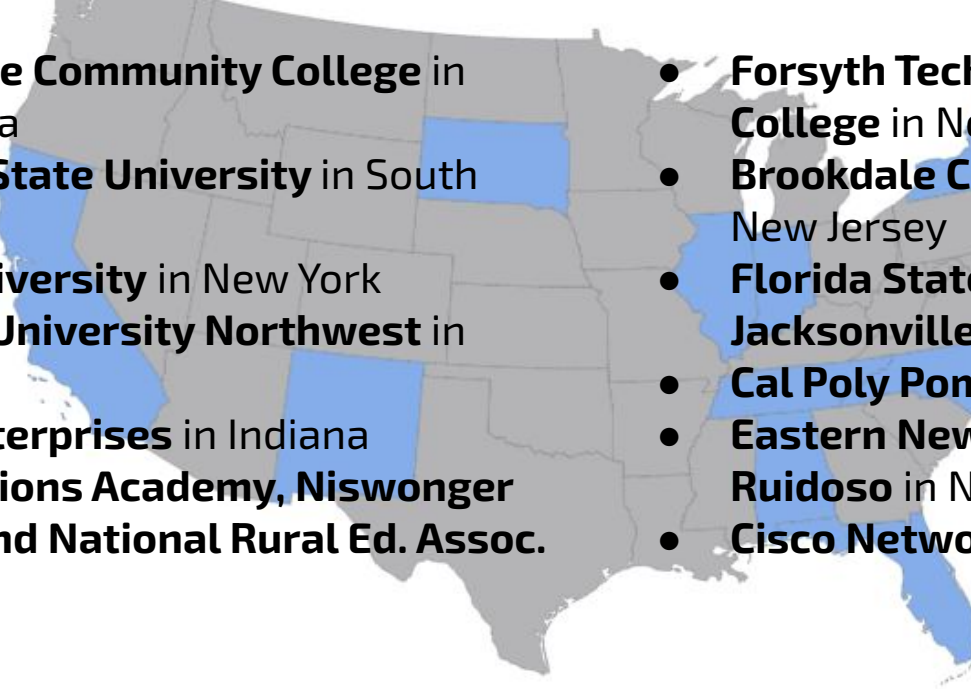 e Community College in
a
State University in South
iversity in New York
University Northwest in
terprises in Indiana
ions Academy, Niswonger
nd National Rural Ed. Assoc.
● Forsyth Tech
College in Ne
● Brookdale C
New Jersey
● Florida State
Jacksonville
● Cal Poly Pon
● Eastern New
Ruidoso in N
● Cisco Netwo